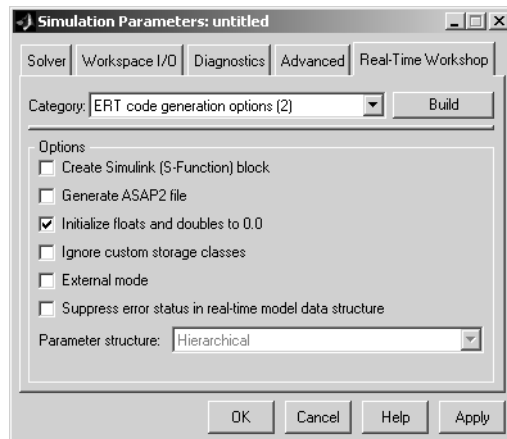 Simulation Parameters: untitled
Solver Workspace I/O Diagnostics Advanced Real-Time Workshop
Category: ERT code generation options (2) Build
Options
Create Simulink (S-Function) block
Generate ASAP2 file
Initialize floats and doubles to 0.0
Ignore custom storage classes
External mode
Suppress error status in real-time model data structure
Parameter structure: Hierarchical
OK Cancel Help Apply